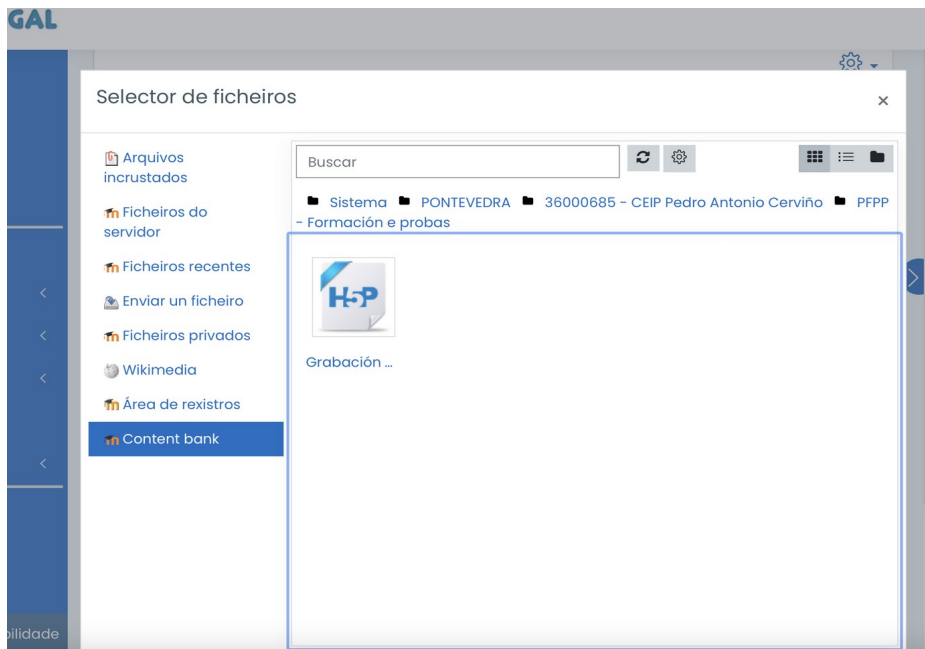 GAL
Selector de ficheiros
×
Arquivos
incrustados
Ficheiros do
servidor
Ficheiros recentes
Enviar un ficheiro
Ficheiros privados
Wikimedia
Área de rexistros
Content bank
Buscar
Sistema PONTEVEDRA 36000685 - CEIP Pedro Antonio Cerviño PFPP
- Formación e probas
H5P
Grabación ...
bilidade